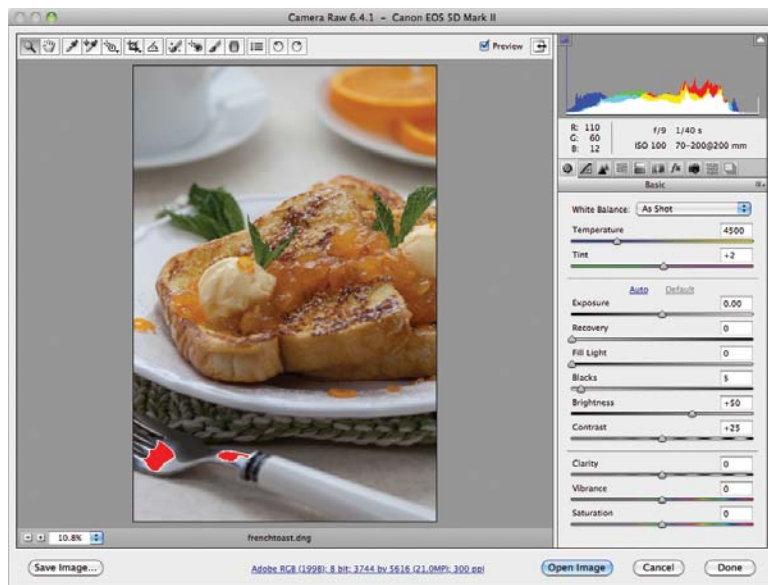 Camera Raw 6.4.1 – Canon EOS 5D Mark II
Preview
R: 110
G: 60
B: 12
f/9 1/40 s
ISO 100 70-200@200 mm
Basic
White Balance: As Shot
Temperature 4500
Tint +2
Auto Default
Exposure 0.00
Recovery 0
Fill Light 0
Blacks 5
Brightness +50
Contrast +25
Clarity 0
Vibrance 0
Saturation 0
10.8% frenchtoast.dng
Save Image... Adobe RGB (1998); 8 bit; 3744 by 5616 (21.0MP); 300 ppi Open Image Cancel Done